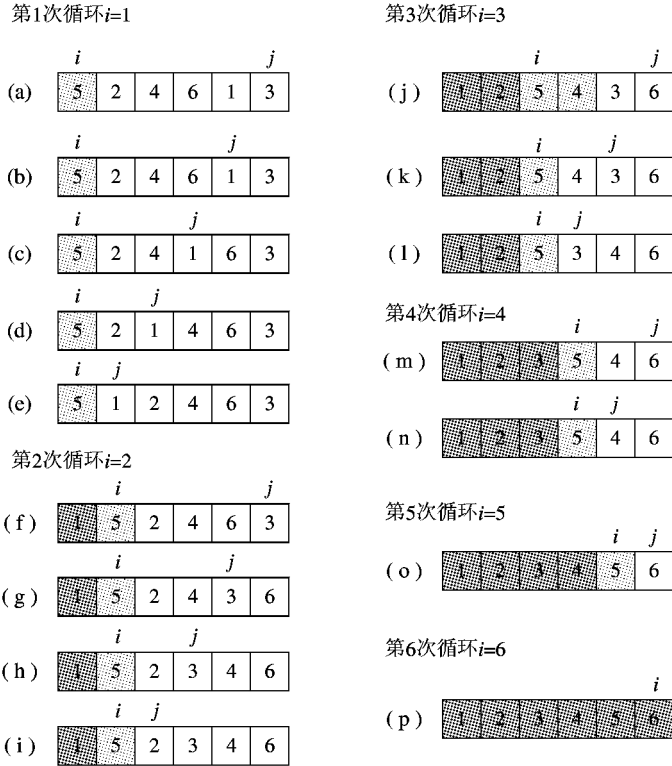 第1次循环i=1
i j
(a) 5 2 4 6 1 3
i j
(b) 5 2 4 6 1 3
i j
(c) 5 2 4 1 6 3
i j
(d) 5 2 1 4 6 3
i j
(e) 5 1 2 4 6 3
第2次循环i=2
i j
(f) 1 5 2 4 6 3
i j
(g) 1 5 2 4 3 6
i j
(h) 1 5 2 3 4 6
i j
(i) 1 5 2 3 4 6
第3次循环i=3
i j
(j) 1 2 5 4 3 6
i j
(k) 1 2 5 4 3 6
i j
(l) 1 2 5 3 4 6
第4次循环i=4
i j
(m) 1 2 3 5 4 6
i j
(n) 1 2 3 5 4 6
第5次循环i=5
i j
(o) 1 2 3 4 5 6
第6次循环i=6
i
(p) 1 2 3 4 5 6